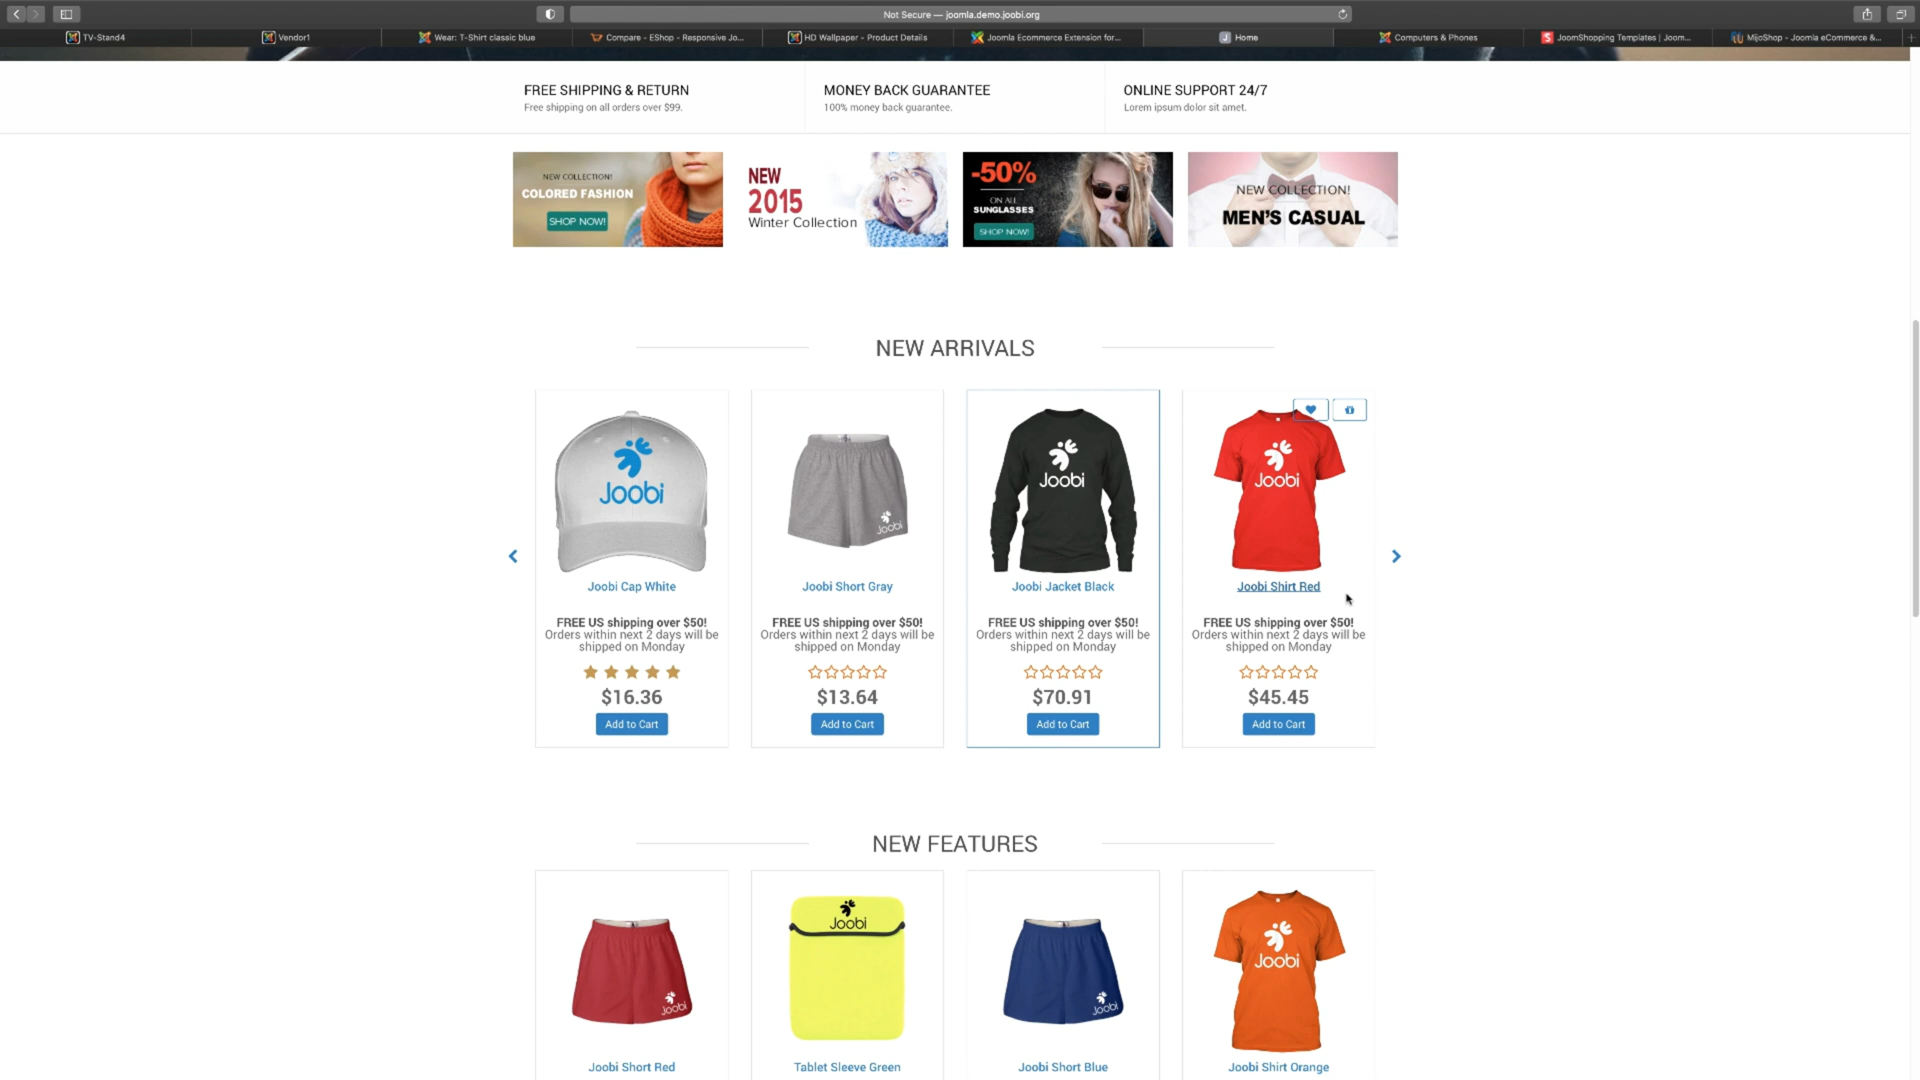 Not Secure — joomla.demo.joobi.org
TV-Stand4
Vendor1
Wear: T-Shirt classic blue
Compare - EShop - Responsive Jo...
HD Wallpaper - Product Details
Joomla Ecommerce Extension for...
Home
Computers & Phones
JoomShopping Templates | Joom...
MijoShop - Joomla eCommerce &...
FREE SHIPPING & RETURN
Free shipping on all orders over $99.
MONEY BACK GUARANTEE
100% money back guarantee.
ONLINE SUPPORT 24/7
Lorem ipsum dolor sit amet.
NEW COLLECTION!
COLORED FASHION
SHOP NOW!
NEW
2015
Winter Collection
-50%
ON ALL
SUNGLASSES
SHOP NOW!
NEW COLLECTION!
MEN'S CASUAL
NEW ARRIVALS
Joobi
Joobi
Joobi
Joobi
Joobi Cap White
Joobi Short Gray
Joobi Jacket Black
Joobi Shirt Red
FREE US shipping over $50!
Orders within next 2 days will be
shipped on Monday
FREE US shipping over $50!
Orders within next 2 days will be
shipped on Monday
FREE US shipping over $50!
Orders within next 2 days will be
shipped on Monday
FREE US shipping over $50!
Orders within next 2 days will be
shipped on Monday
$16.36
$13.64
$70.91
$45.45
Add to Cart
Add to Cart
Add to Cart
Add to Cart
NEW FEATURES
Joobi
Joobi
Joobi
Joobi
Joobi Short Red
Tablet Sleeve Green
Joobi Short Blue
Joobi Shirt Orange